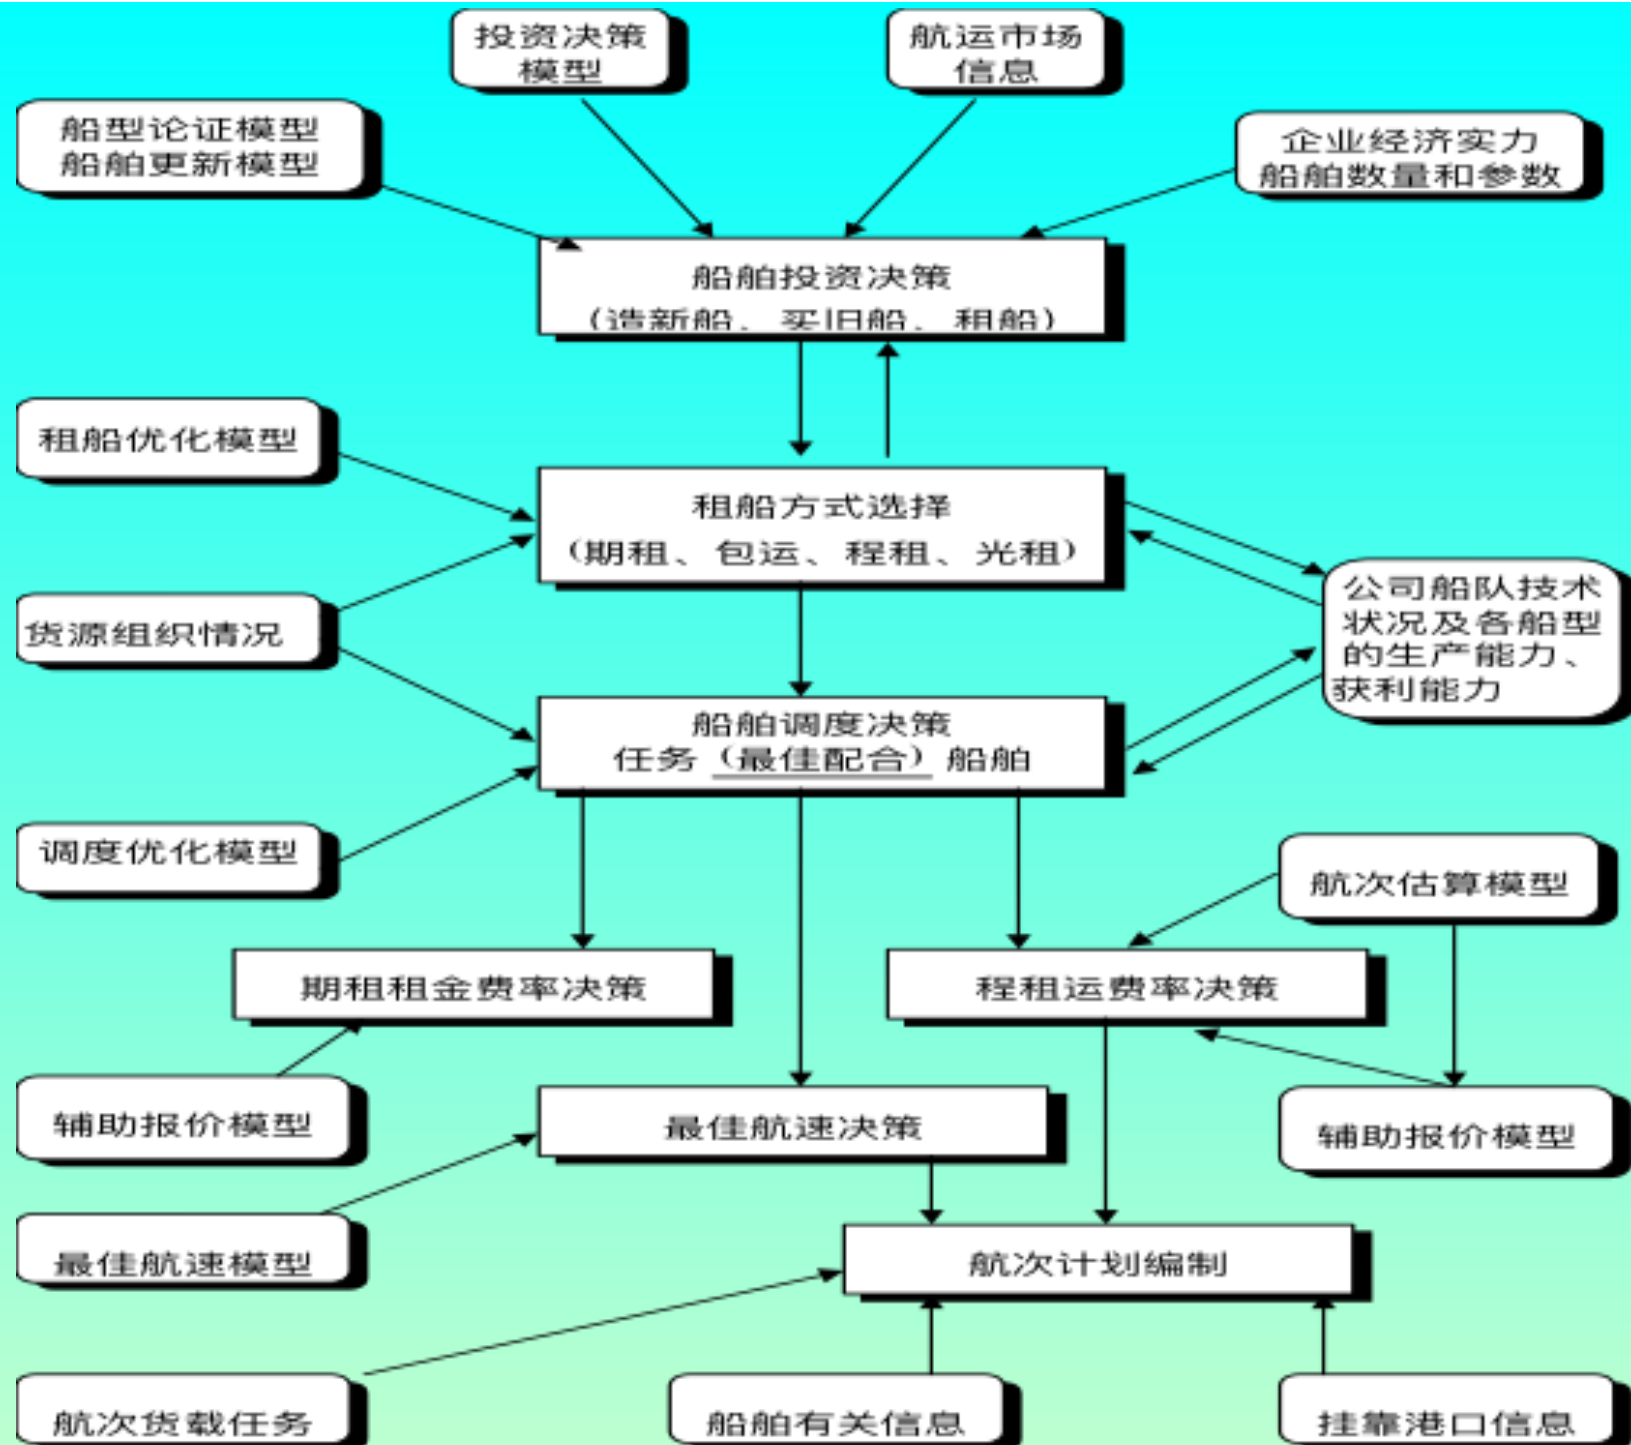 投资决策
模型
航运市场
信息
船型论证模型
船舶更新模型
企业经济实力
船舶数量和参数
船舶投资决策
（造新船、买旧船、租船）
租船优化模型
租船方式选择
（期租、包运、程租、光租）
公司船队技术
状况及各船型
的生产能力、
获利能力
货源组织情况
船舶调度决策
任务（最佳配合）船舶
调度优化模型
航次估算模型
期租租金费率决策
程租运费率决策
辅助报价模型
最佳航速决策
辅助报价模型
最佳航速模型
航次计划编制
航次货载任务
船舶有关信息
挂靠港口信息